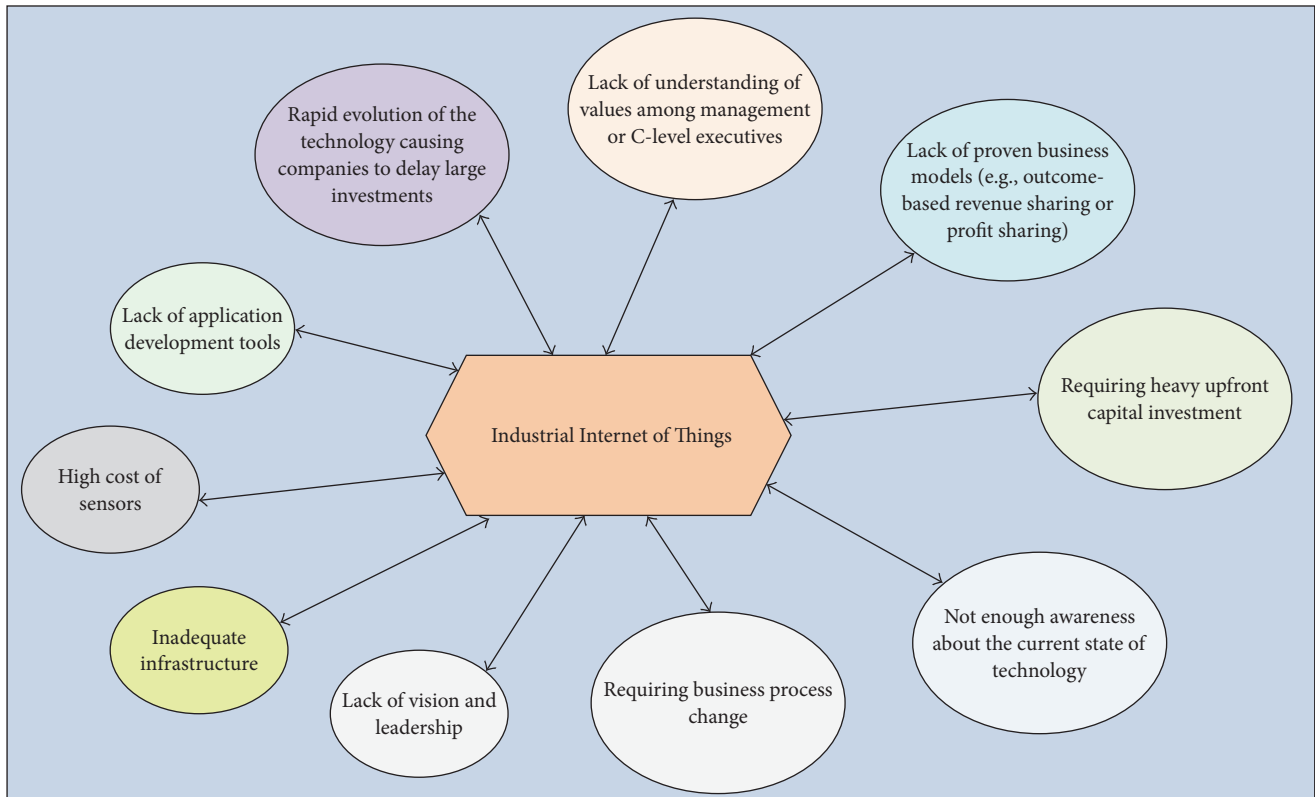 Rapid evolution of the
technology causing
companies to delay large
investments
Lack of understanding of
values among management
or C-level executives
Lack of proven business
models (e.g., outcome-
based revenue sharing or
profit sharing)
Lack of application
development tools
Requiring heavy upfront
capital investment
Industrial Internet of Things
High cost of
sensors
Inadequate
infrastructure
Lack of vision and
leadership
Requiring business process
change
Not enough awareness
about the current state of
technology